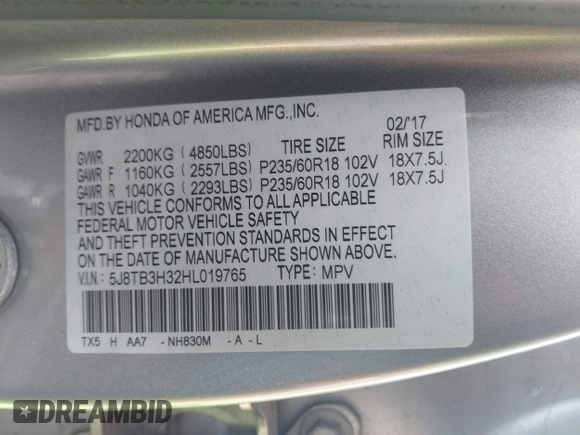 MFD.BY HONDA OF AMERICA MFG.,INC.
02/'17
GVWR 2200KG ( 4850LBS) TIRE SIZE RIM SIZE
GAWR F 1160KG ( 2557LBS) P235/60R18 102V 18X7.5J
GAWR R 1040KG ( 2293LBS) P235/60R18 102V 18X7.5J
THIS VEHICLE CONFORMS TO ALL APPLICABLE
FEDERAL MOTOR VEHICLE SAFETY
AND THEFT PREVENTION STANDARDS IN EFFECT
ON THE DATE OF MANUFACTURE SHOWN ABOVE.
V.I.N.: 5J8TB3H32HL019765 TYPE: MPV
TX5 H AA7 - NH830M - A - L
DREAMBID